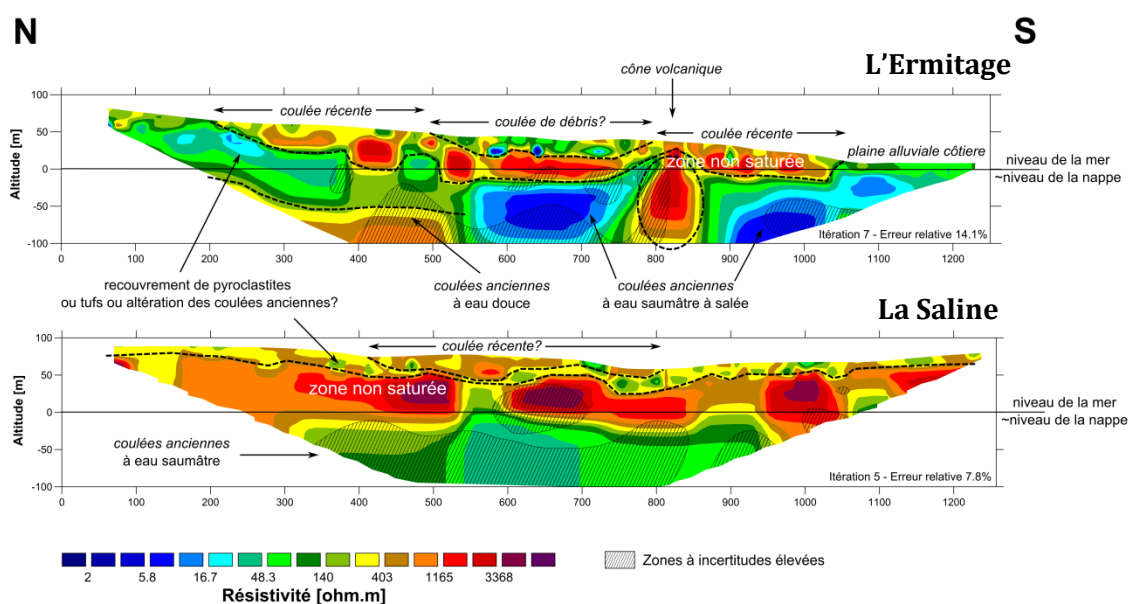 N
S
L'Ermitage
cône volcanique
coulée récente
coulée de débris?
coulée récente
plaine alluviale côtiere
zone non saturée
niveau de la mer
~niveau de la nappe
Altitude [m]
100
50
0
-50
-100
0 100 200 300 400 500 600 700 800 900 1000 1100 1200
Itération 7 - Erreur relative 14.1%
recouvrement de pyroclastites
ou tufs ou altération des coulées anciennes?
coulées anciennes
à eau douce
coulées anciennes
à eau saumâtre à salée
La Saline
coulée récente?
zone non saturée
niveau de la mer
~niveau de la nappe
coulées anciennes
à eau saumâtre
Altitude [m]
100
50
0
-50
-100
0 100 200 300 400 500 600 700 800 900 1000 1100 1200
Itération 5 - Erreur relative 7.8%
2 5.8 16.7 48.3 140 403 1165 3368
Résistivité [ohm.m]
Zones à incertitudes élevées